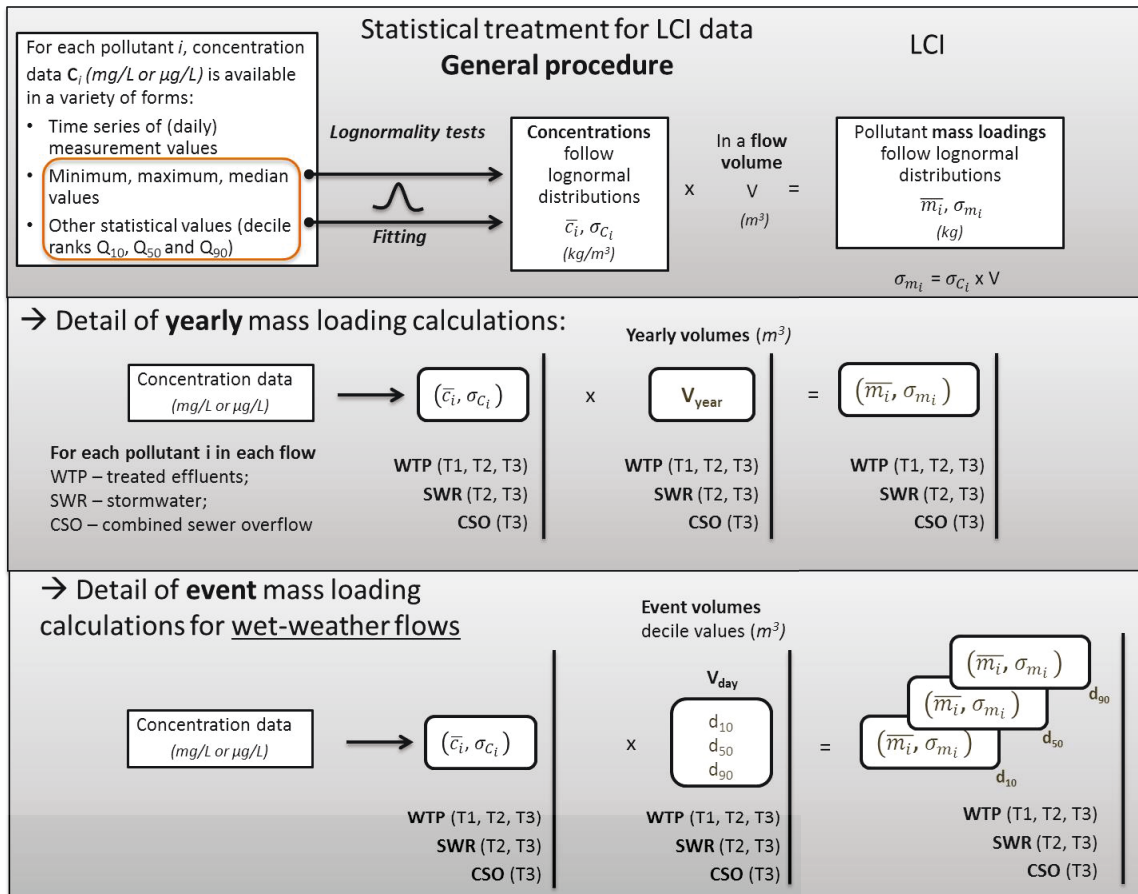 Statistical treatment for LCI data
General procedure
LCI
For each pollutant i, concentration
data Ci (mg/L or µg/L) is available
in a variety of forms:
• Time series of (daily)
measurement values
• Minimum, maximum, median
values
• Other statistical values (decile
ranks Q10, Q50 and Q90)
Lognormality tests
Fitting
Concentrations
follow
lognormal
distributions
c̅i, σCi
(kg/m³)
x
In a flow
volume
V
(m³)
=
Pollutant mass loadings
follow lognormal
distributions
m̅i, σmi
(kg)
σmi = σCi x V
→ Detail of yearly mass loading calculations:
Yearly volumes (m³)
Concentration data
(mg/L or µg/L)
(c̅i, σCi)
x
Vyear
=
(m̅i, σmi)
For each pollutant i in each flow
WTP – treated effluents;
SWR – stormwater;
CSO – combined sewer overflow
WTP (T1, T2, T3)
SWR (T2, T3)
CSO (T3)
WTP (T1, T2, T3)
SWR (T2, T3)
CSO (T3)
WTP (T1, T2, T3)
SWR (T2, T3)
CSO (T3)
→ Detail of event mass loading
calculations for wet-weather flows
Event volumes
decile values (m³)
Concentration data
(mg/L or µg/L)
(c̅i, σCi)
x
Vday
d10
d50
d90
=
(m̅i, σmi)
d90
(m̅i, σmi)
d50
(m̅i, σmi)
d10
WTP (T1, T2, T3)
SWR (T2, T3)
CSO (T3)
WTP (T1, T2, T3)
SWR (T2, T3)
CSO (T3)
WTP (T1, T2, T3)
SWR (T2, T3)
CSO (T3)